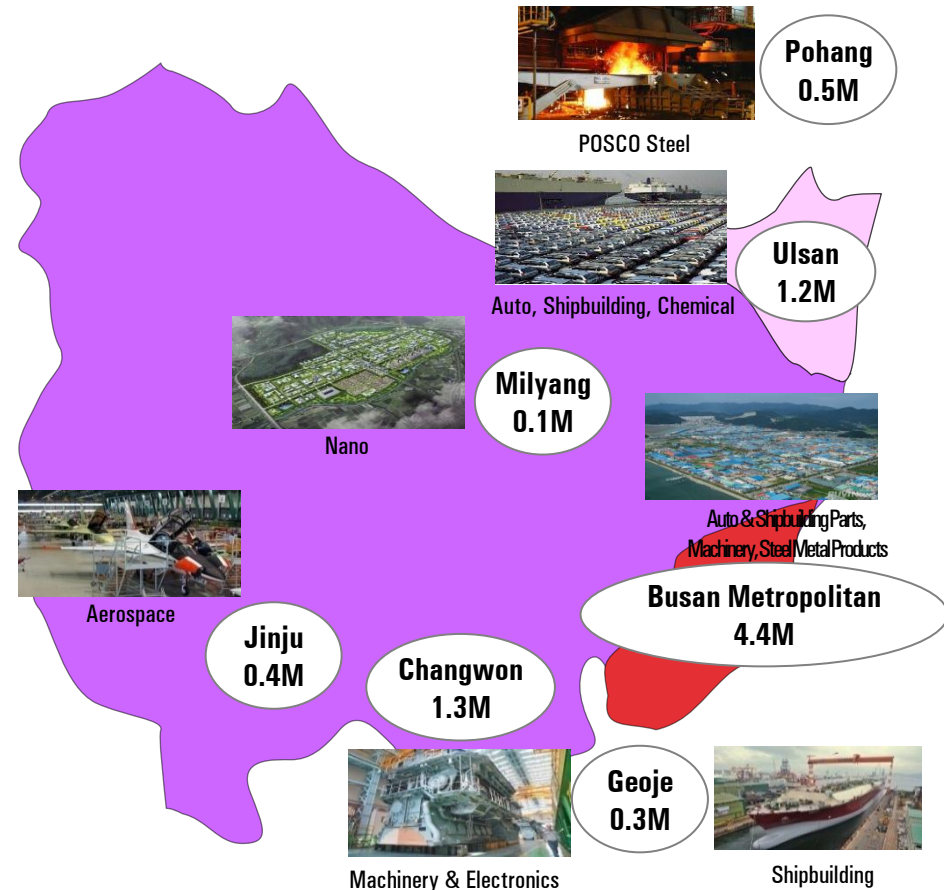 Pohang
0.5M
POSCO Steel
Ulsan
1.2M
Auto, Shipbuilding, Chemical
Milyang
0.1M
Nano
Auto & Shipbuilding Parts,
Machinery, Steel Metal Products
Aerospace
Busan Metropolitan
4.4M
Jinju
0.4M
Changwon
1.3M
Geoje
0.3M
Machinery & Electronics
Shipbuilding